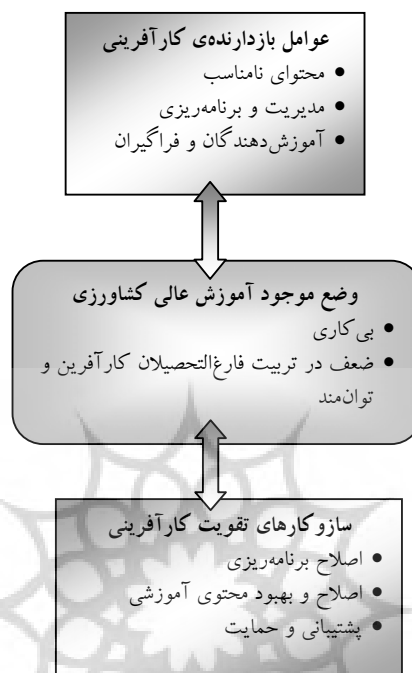 عوامل بازدارنده‌ی کارآفرینی
• محتوای نامناسب
• مدیریت و برنامه‌ریزی
• آموزش‌دهندگان و فراگیران
وضع موجود آموزش عالی کشاورزی
• بی‌کاری
• ضعف در تربیت فارغ‌التحصیلان کارآفرین و
توان‌مند
سازوکارهای تقویت کارآفرینی
• اصلاح برنامه‌ریزی
• اصلاح و بهبود محتوی آموزشی
• پشتیبانی و حمایت